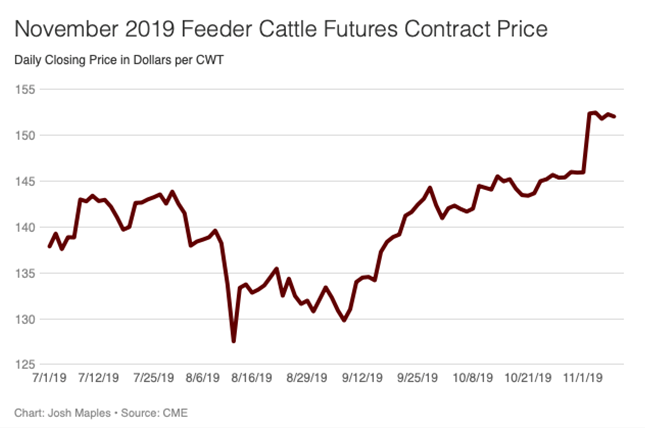 November 2019 Feeder Cattle Futures Contract Price
Daily Closing Price in Dollars per CWT
155
150
145
140
135
130
125
7/1/19 7/12/19 7/25/19 8/6/19 8/16/19 8/29/19 9/12/19 9/25/19 10/8/19 10/21/19 11/1/19
Chart: Josh Maples • Source: CME